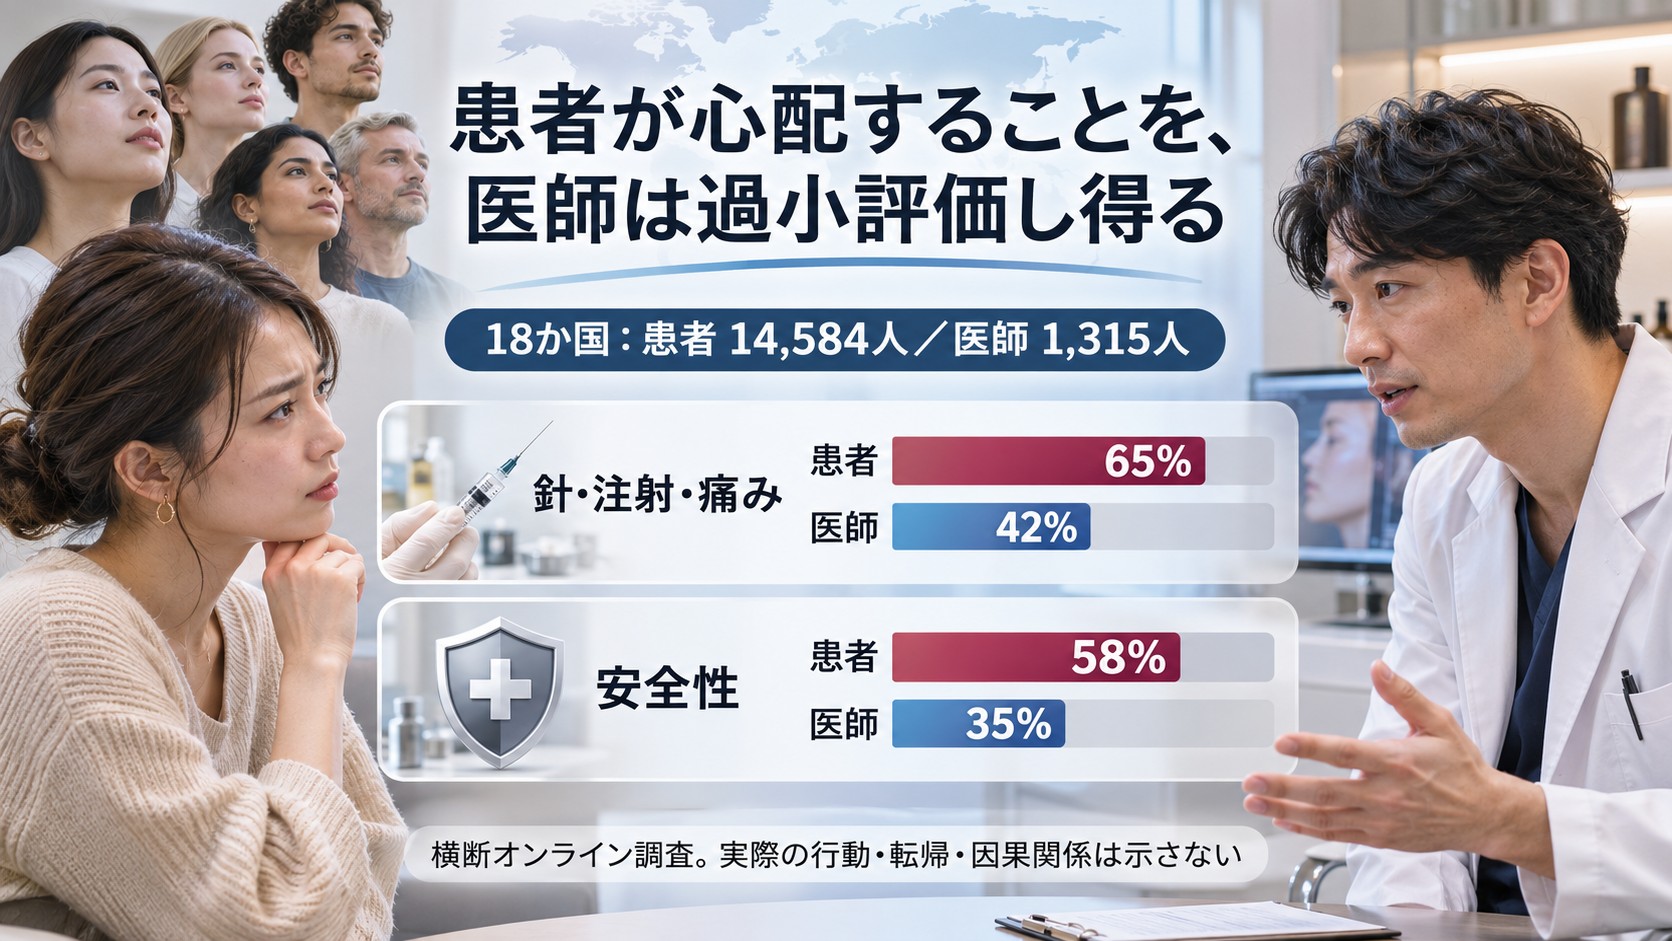 患者が心配することを、
医師は過小評価し得る
18か国：患者 14,584人／医師 1,315人
針・注射・痛み
患者 65%
医師 42%
安全性
患者 58%
医師 35%
横断オンライン調査。実際の行動・転帰・因果関係は示さない